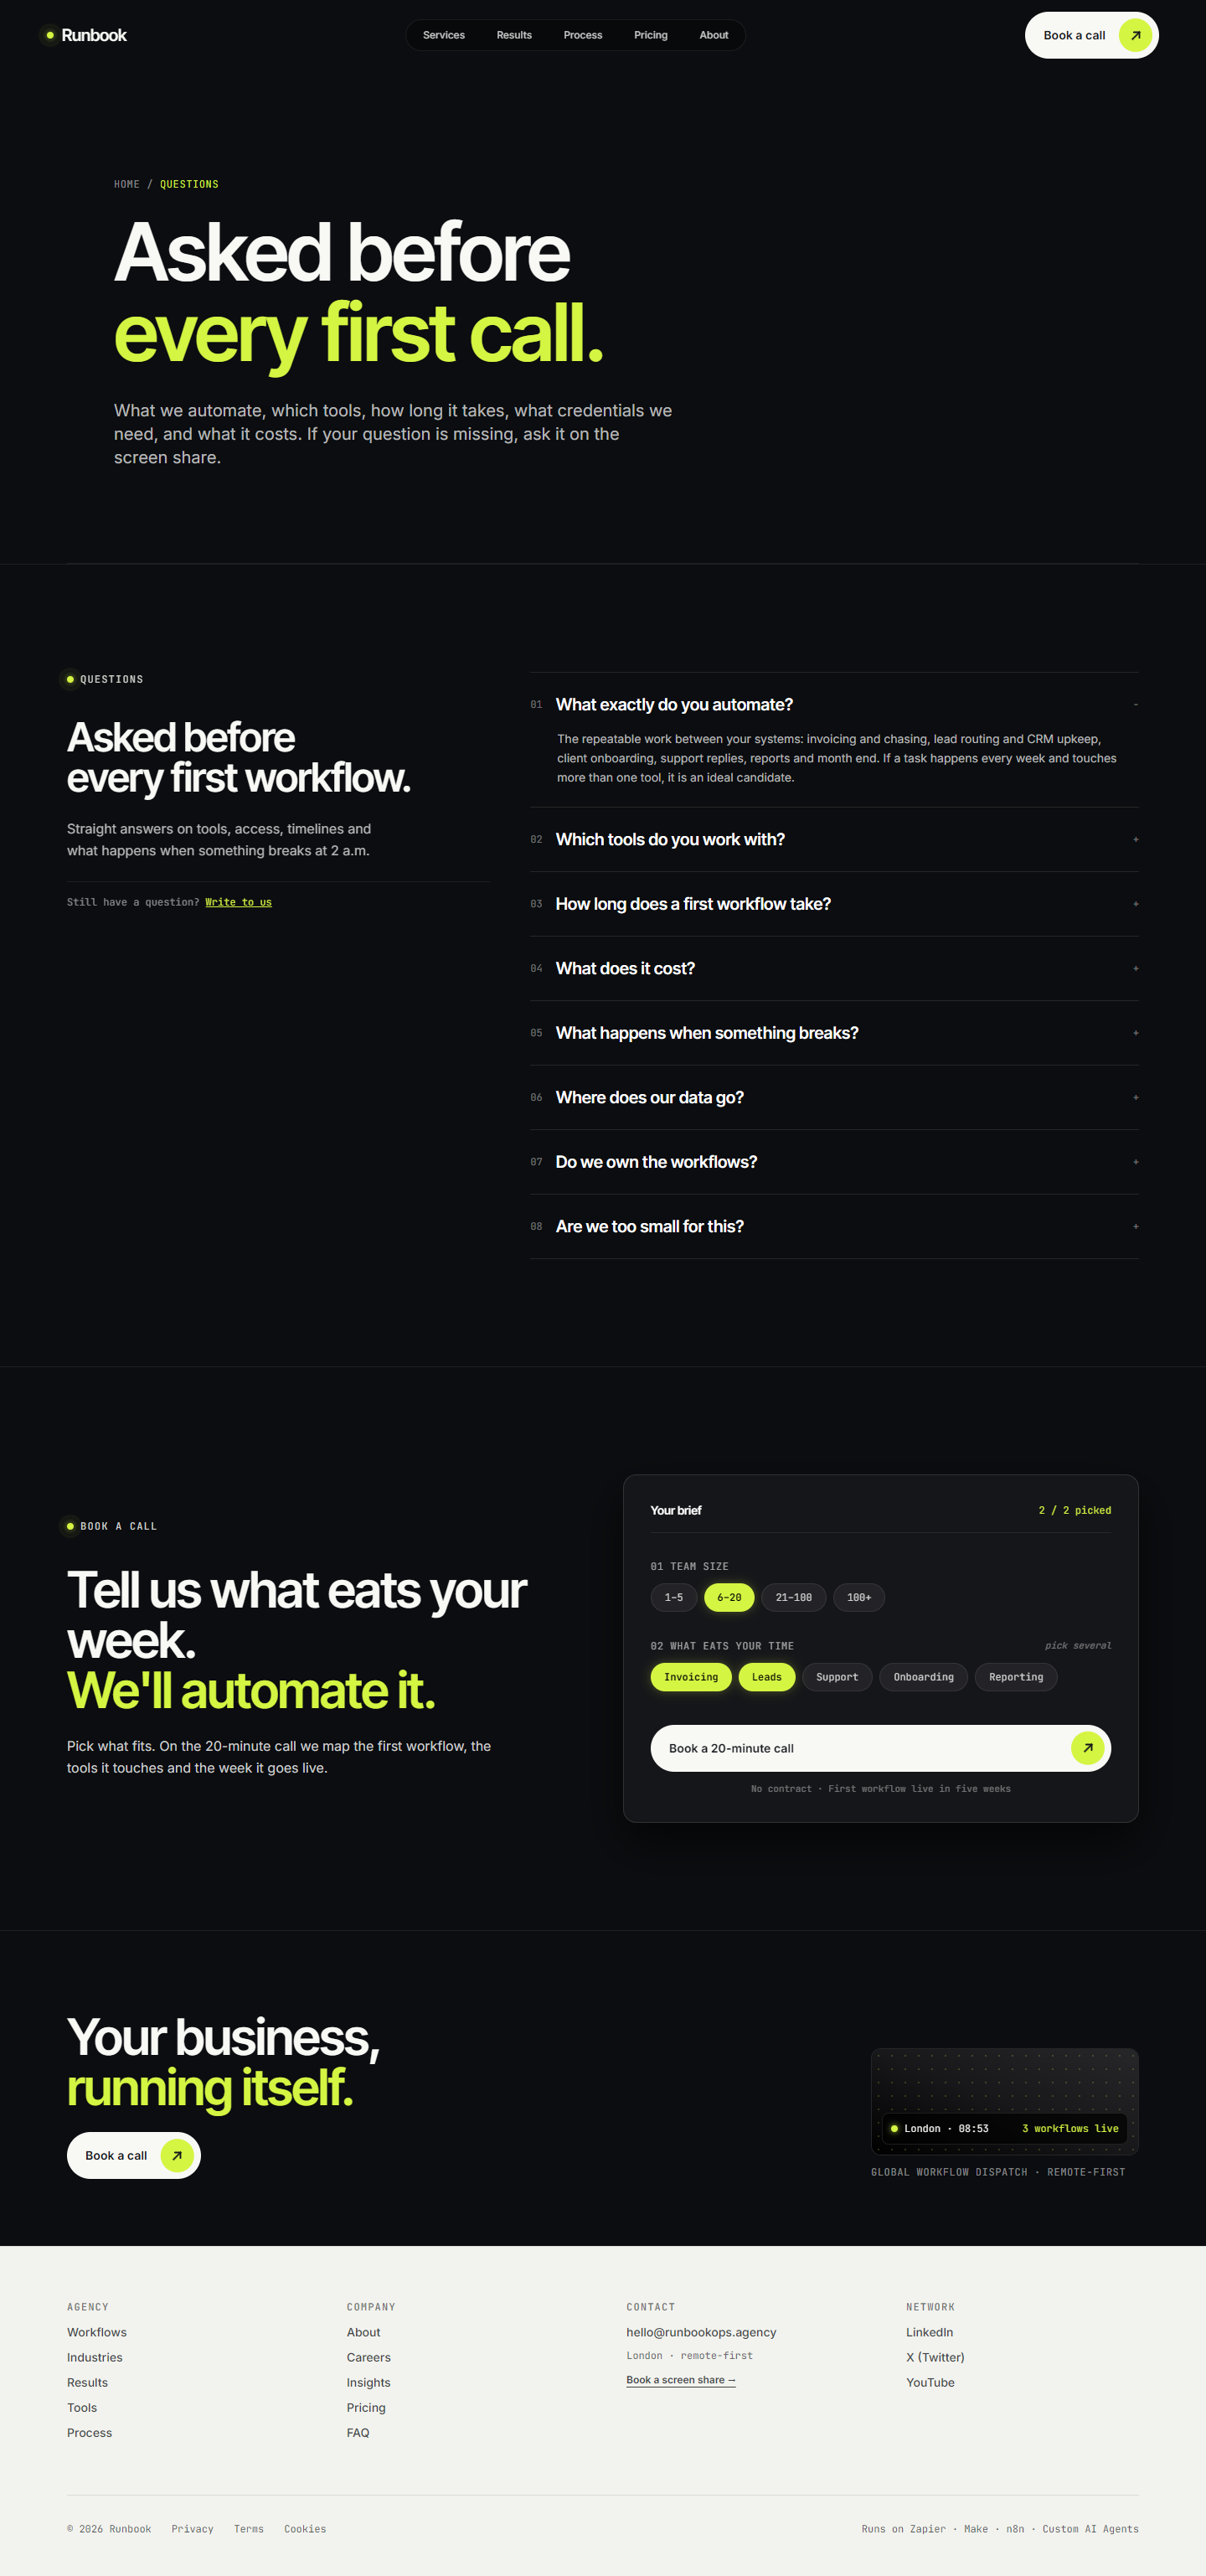 Runbook
Services Results Process Pricing About
Book a call
HOME / QUESTIONS
Asked before
every first call.
What we automate, which tools, how long it takes, what credentials we
need, and what it costs. If your question is missing, ask it on the
screen share.
QUESTIONS
Asked before
every first workflow.
Straight answers on tools, access, timelines and
what happens when something breaks at 2 a.m.
Still have a question? Write to us
01 What exactly do you automate? -
The repeatable work between your systems: invoicing and chasing, lead routing and CRM upkeep,
client onboarding, support replies, reports and month end. If a task happens every week and touches
more than one tool, it is an ideal candidate.
02 Which tools do you work with? +
03 How long does a first workflow take? +
04 What does it cost? +
05 What happens when something breaks? +
06 Where does our data go? +
07 Do we own the workflows? +
08 Are we too small for this? +
BOOK A CALL
Tell us what eats your
week.
We'll automate it.
Pick what fits. On the 20-minute call we map the first workflow, the
tools it touches and the week it goes live.
Your brief
2 / 2 picked
01 TEAM SIZE
1-5 6-20 21-100 100+
02 WHAT EATS YOUR TIME
pick several
Invoicing Leads Support Onboarding Reporting
Book a 20-minute call
No contract · First workflow live in five weeks
Your business,
running itself.
Book a call
London · 08:53 3 workflows live
GLOBAL WORKFLOW DISPATCH · REMOTE-FIRST
AGENCY
Workflows
Industries
Results
Tools
Process
COMPANY
About
Careers
Insights
Pricing
FAQ
CONTACT
hello@runbookops.agency
London · remote-first
Book a screen share →
NETWORK
LinkedIn
X (Twitter)
YouTube
© 2026 Runbook Privacy Terms Cookies
Runs on Zapier · Make · n8n · Custom AI Agents